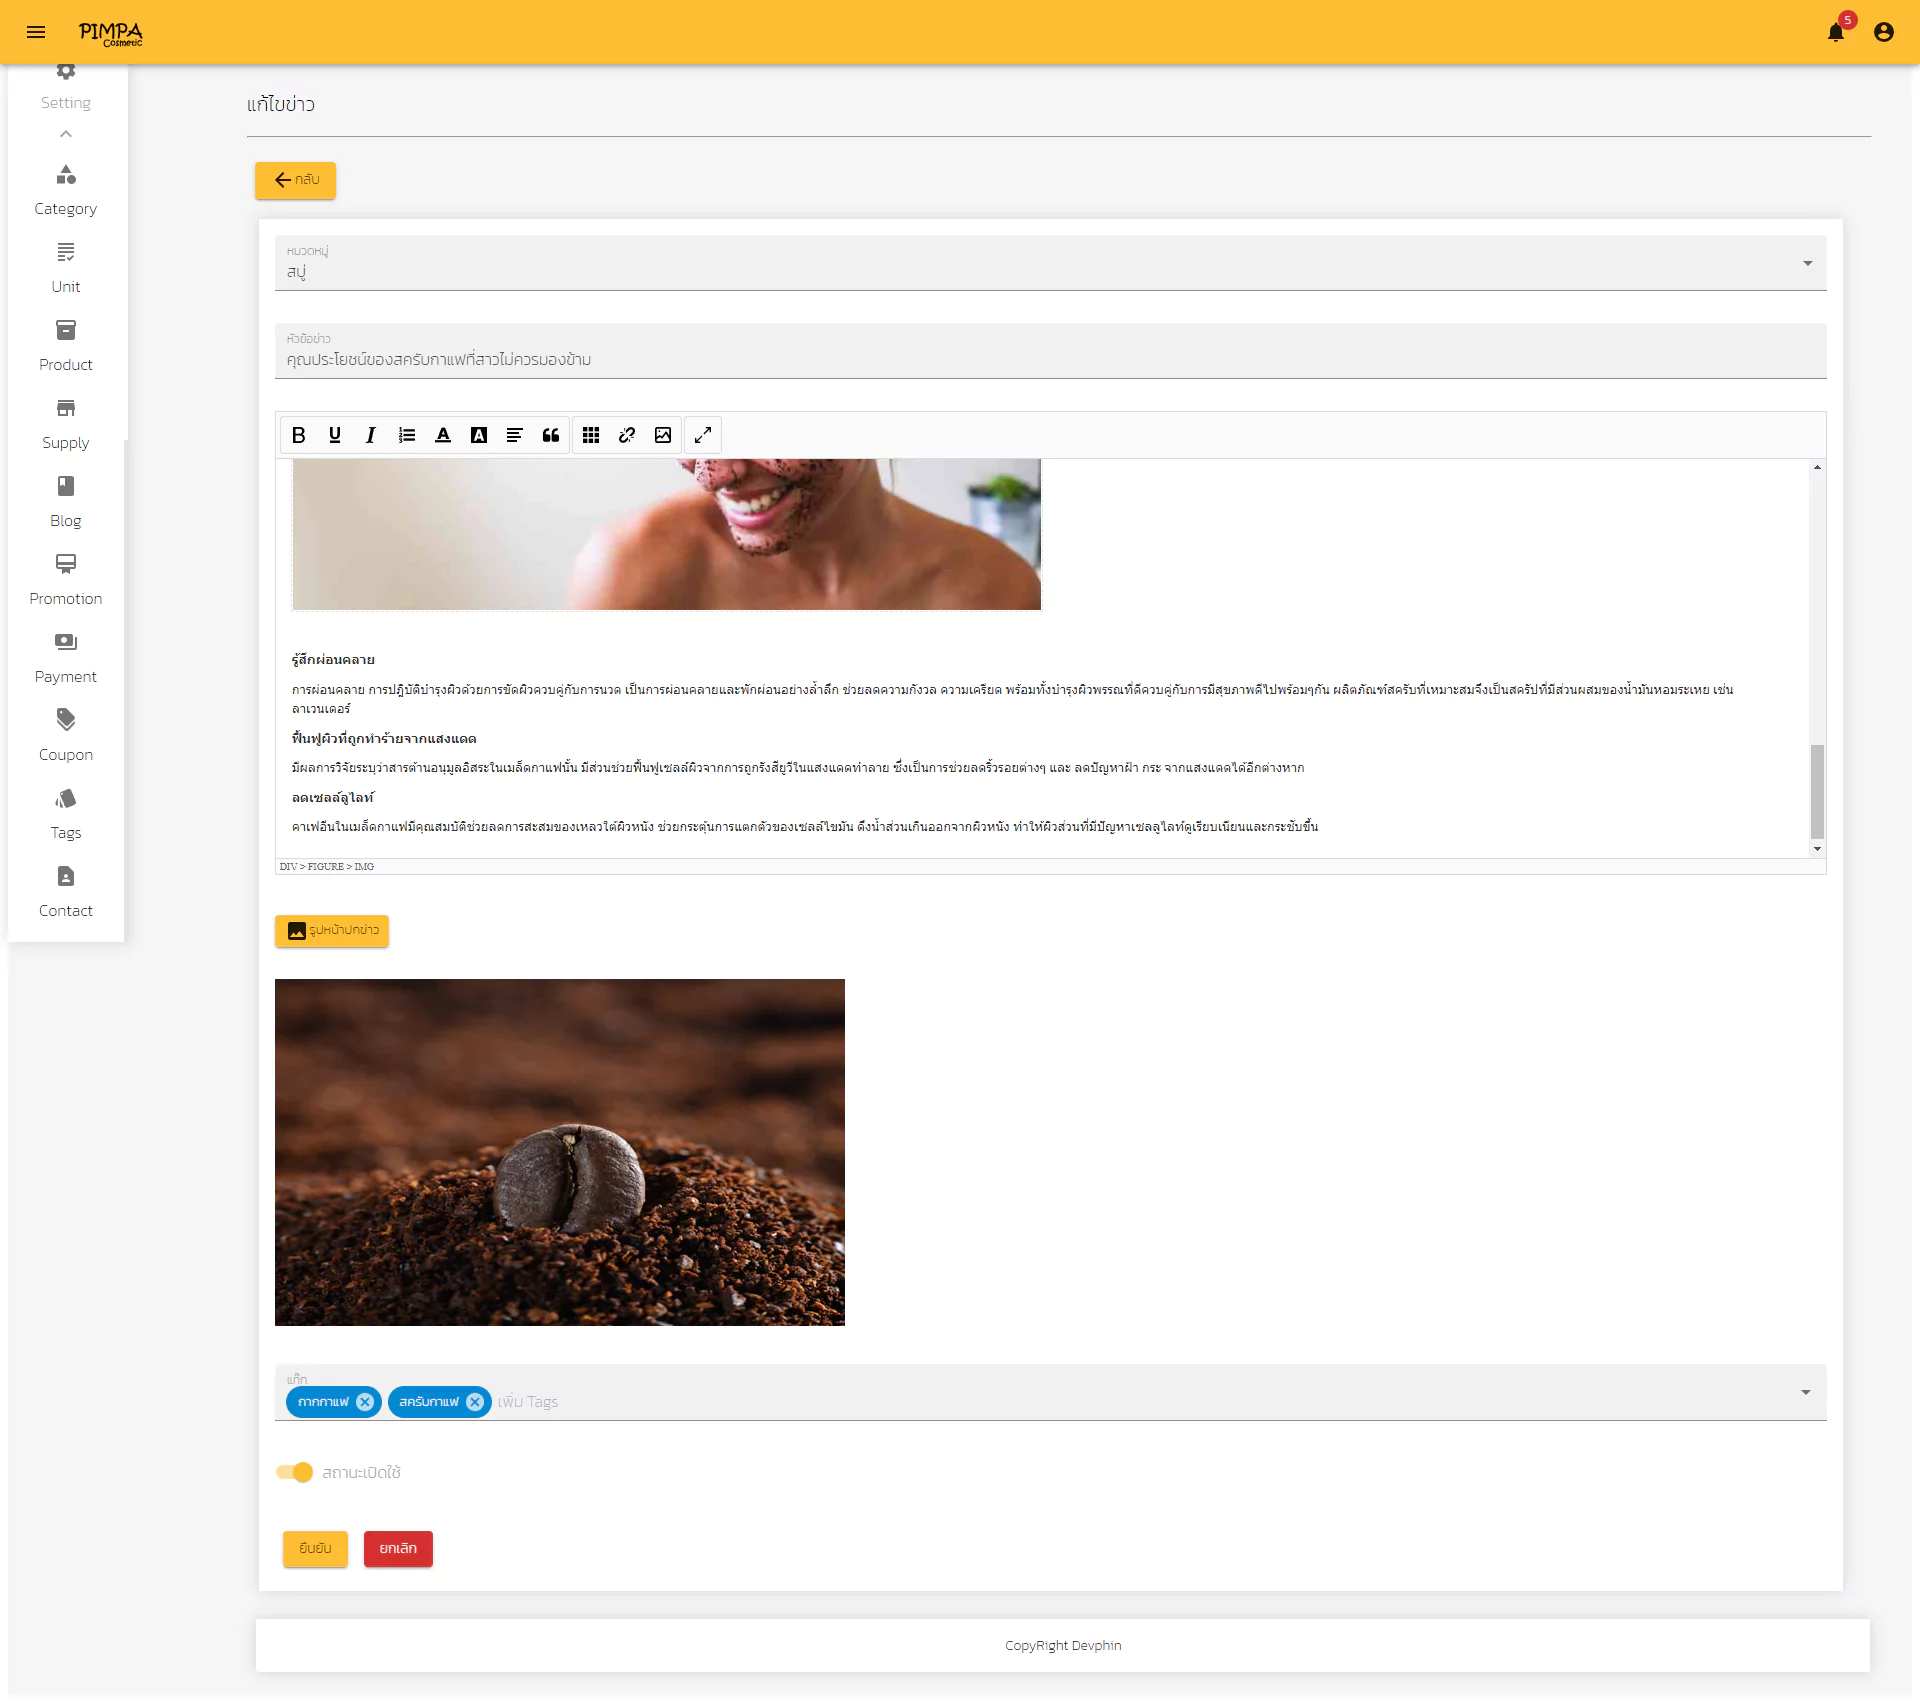 PIMPA
Cosmetic
5
Setting
Category
Unit
Product
Supply
Blog
Promotion
Payment
Coupon
Tags
Contact
แก้ไขข่าว
กลับ
หมวดหมู่
สบู่
หัวข้อข่าว
คุณประโยชน์ของสครับกาแฟที่สาวไม่ควรมองข้าม
B U I A A
รู้สึกผ่อนคลาย
การผ่อนคลาย การปฏิบัติบำรุงผิวด้วยการขัดผิวควบคู่กับการนวด เป็นการผ่อนคลายและพักผ่อนอย่างล้ำลึก ช่วยลดความกังวล ความเครียด พร้อมทั้งบำรุงผิวพรรณที่ดีควบคู่กับการมีสุขภาพดีไปพร้อมๆกัน ผลิตภัณฑ์สครับที่เหมาะสมจึงเป็นสครัปที่มีส่วนผสมของน้ำมันหอมระเหย เช่น
ลาเวนเดอร์
ฟื้นฟูผิวที่ถูกทำร้ายจากแสงแดด
มีผลการวิจัยระบุว่าสารต้านอนุมูลอิสระในเมล็ดกาแฟนั้น มีส่วนช่วยฟื้นฟูเซลล์ผิวจากการถูกรังสียูวีในแสงแดดทำลาย ซึ่งเป็นการช่วยลดริ้วรอยต่างๆ และ ลดปัญหาฝ้า กระ จากแสงแดดได้อีกต่างหาก
ลดเซลล์ลูไลท์
คาเฟอีนในเมล็ดกาแฟมีคุณสมบัติช่วยลดการสะสมของเหลวใต้ผิวหนัง ช่วยกระตุ้นการแตกตัวของเซลล์ไขมัน ดึงน้ำส่วนเกินออกจากผิวหนัง ทำให้ผิวส่วนที่มีปัญหาเซลลูไลท์ดูเรียบเนียนและกระชับขึ้น
DIV > FIGURE > IMG
รูปหน้าปกข่าว
แท็ก
กากกาแฟ สครับกาแฟ เพิ่ม Tags
สถานะเปิดใช้
ยืนยัน ยกเลิก
CopyRight Devphin